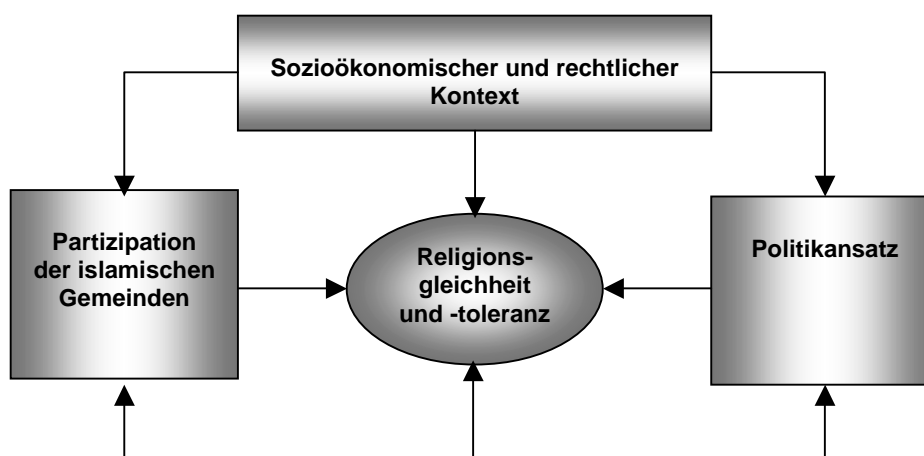 Sozioökonomischer und rechtlicher
Kontext
Partizipation
der islamischen
Gemeinden
Religions-
gleichheit
und -toleranz
Politikansatz